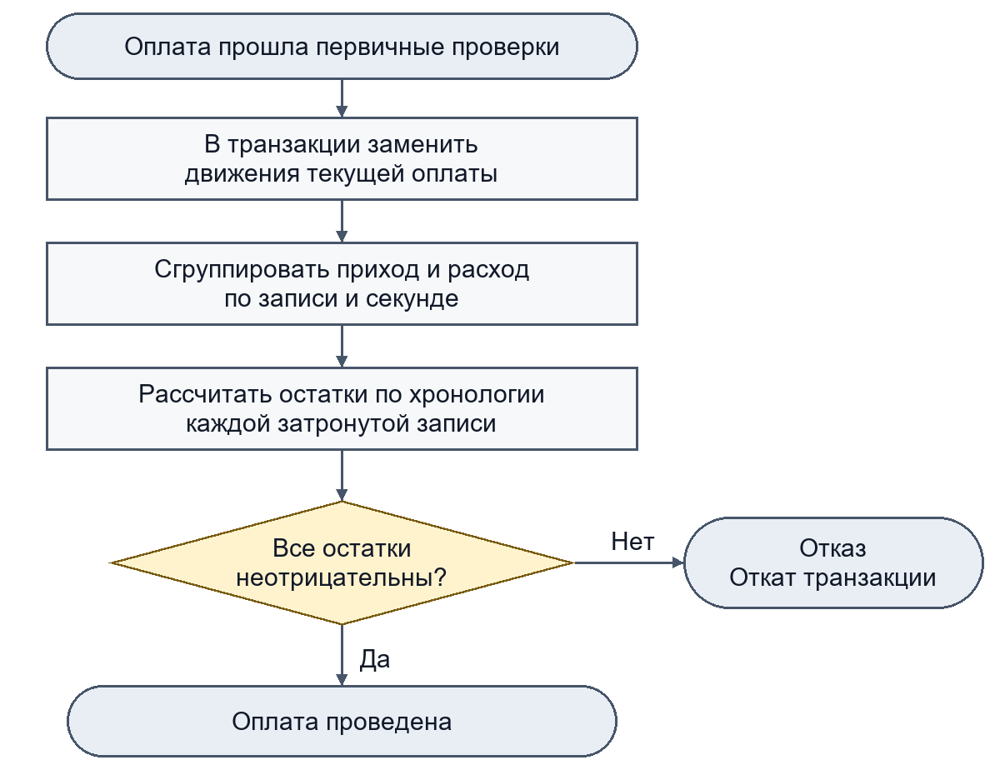 Оплата прошла первичные проверки
В транзакции заменить
движения текущей оплаты
Сгруппировать приход и расход
по записи и секунде
Рассчитать остатки по хронологии
каждой затронутой записи
Все остатки
неотрицательны?
Нет
Отказ
Откат транзакции
Да
Оплата проведена